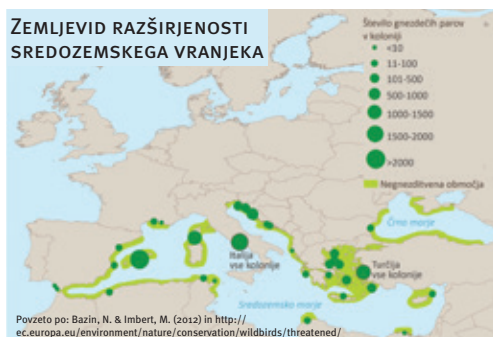 ZEMLJEVID RAZŠIRJENOSTI
SREDOZEMSKEGA VRANJEKA
Število gnezdečih parov
v koloniji
<10
11-100
101-500
500-1000
1000-1500
1500-2000
>2000
Negnezditvena območja
Črno morje
Italija
vse kolonije
Turčija
vse kolonije
Sredozemsko morje
Povzeto po: Bazin, N. & Imbert, M. (2012) in http://
ec.europa.eu/environment/nature/conservation/wildbirds/threatened/